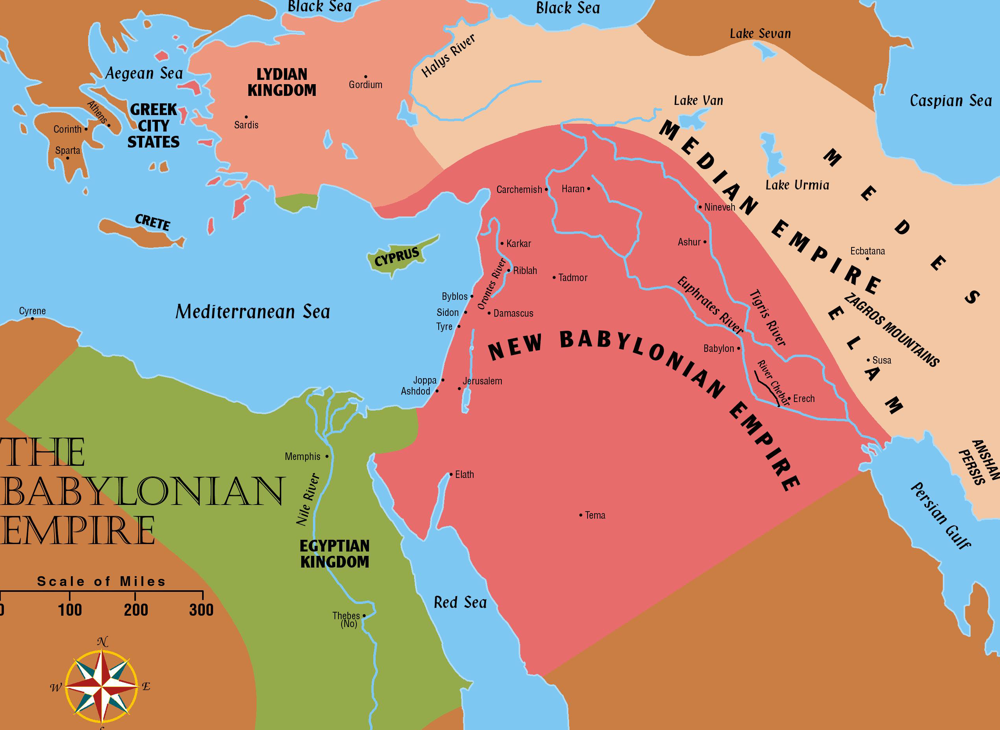 Black Sea
Black Sea
Lake Sevan
Halys River
Aegean Sea
LYDIAN
KINGDOM
Gordium
Lake Van
Caspian Sea
Athens
GREEK
CITY
STATES
Sardis
Corinth
Sparta
MEDIAN EMPIRE
MEDES
Lake Urmia
Carchemish
Haran
Nineveh
CRETE
Karkar
Ashur
CYPRUS
Ecbatana
Orontes River
Riblah
Tadmor
Euphrates River
Tigris River
ZAGROS MOUNTAINS
ELAM
Byblos
Cyrene
Mediterranean Sea
Sidon
Damascus
Tyre
NEW BABYLONIAN EMPIRE
Babylon
Susa
River Chebar
Joppa
Jerusalem
Ashdod
Erech
THE
BABYLONIAN
EMPIRE
Memphis
Elath
ANSHAN
PERSIS
Nile River
Persian Gulf
Tema
EGYPTIAN
KINGDOM
Scale of Miles
0 100 200 300
Red Sea
Thebes
(No)
N
W E
S